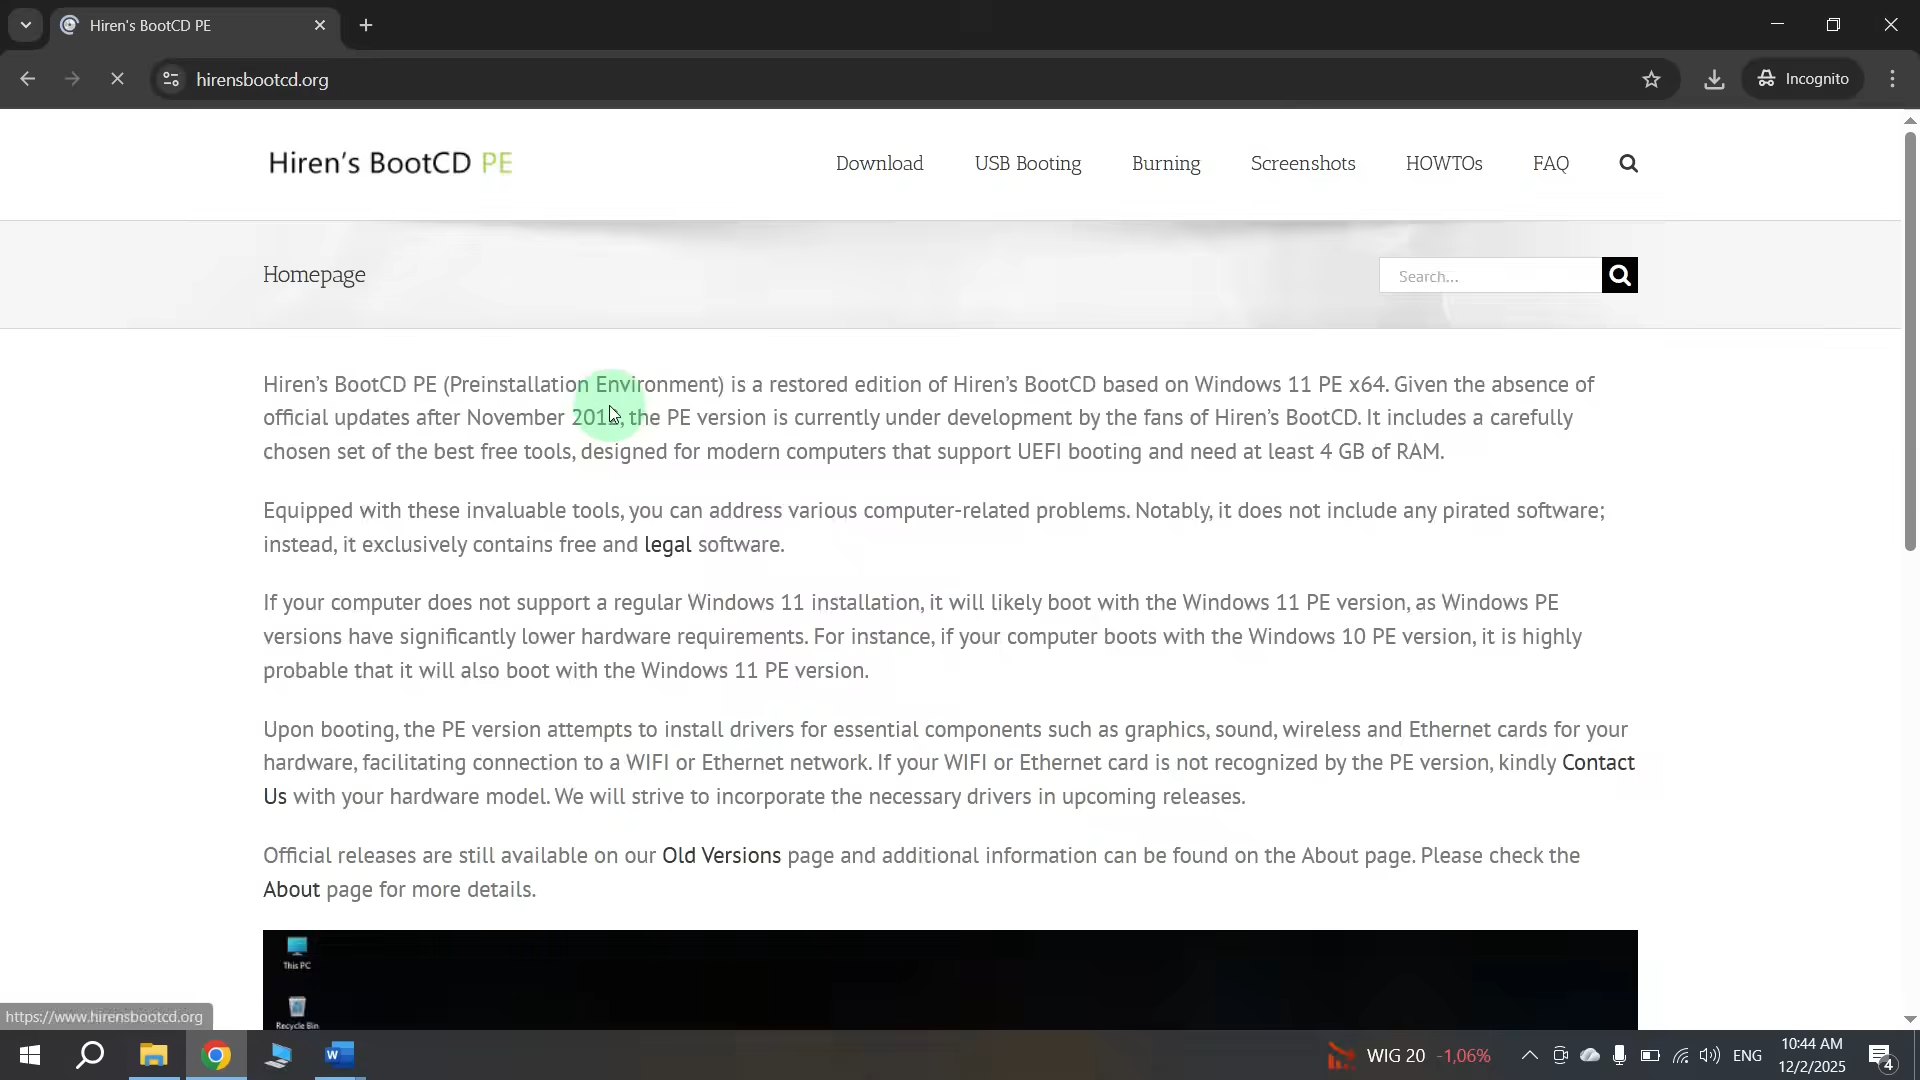 Hiren's BootCD PE
hirensbootcd.org
Incognito
Hiren's BootCD PE
Download
USB Booting
Burning
Screenshots
HOWTOs
FAQ
Homepage
Search...
Hiren’s BootCD PE (Preinstallation Environment) is a restored edition of Hiren’s BootCD based on Windows 11 PE x64. Given the absence of
official updates after November 2012, the PE version is currently under development by the fans of Hiren’s BootCD. It includes a carefully
chosen set of the best free tools, designed for modern computers that support UEFI booting and need at least 4 GB of RAM.
Equipped with these invaluable tools, you can address various computer-related problems. Notably, it does not include any pirated software;
instead, it exclusively contains free and legal software.
If your computer does not support a regular Windows 11 installation, it will likely boot with the Windows 11 PE version, as Windows PE
versions have significantly lower hardware requirements. For instance, if your computer boots with the Windows 10 PE version, it is highly
probable that it will also boot with the Windows 11 PE version.
Upon booting, the PE version attempts to install drivers for essential components such as graphics, sound, wireless and Ethernet cards for your
hardware, facilitating connection to a WIFI or Ethernet network. If your WIFI or Ethernet card is not recognized by the PE version, kindly Contact
Us with your hardware model. We will strive to incorporate the necessary drivers in upcoming releases.
Official releases are still available on our Old Versions page and additional information can be found on the About page. Please check the
About page for more details.
This PC
Recycle Bin
https://www.hirensbootcd.org
WIG 20 -1,06%
ENG
10:44 AM
12/2/2025
4